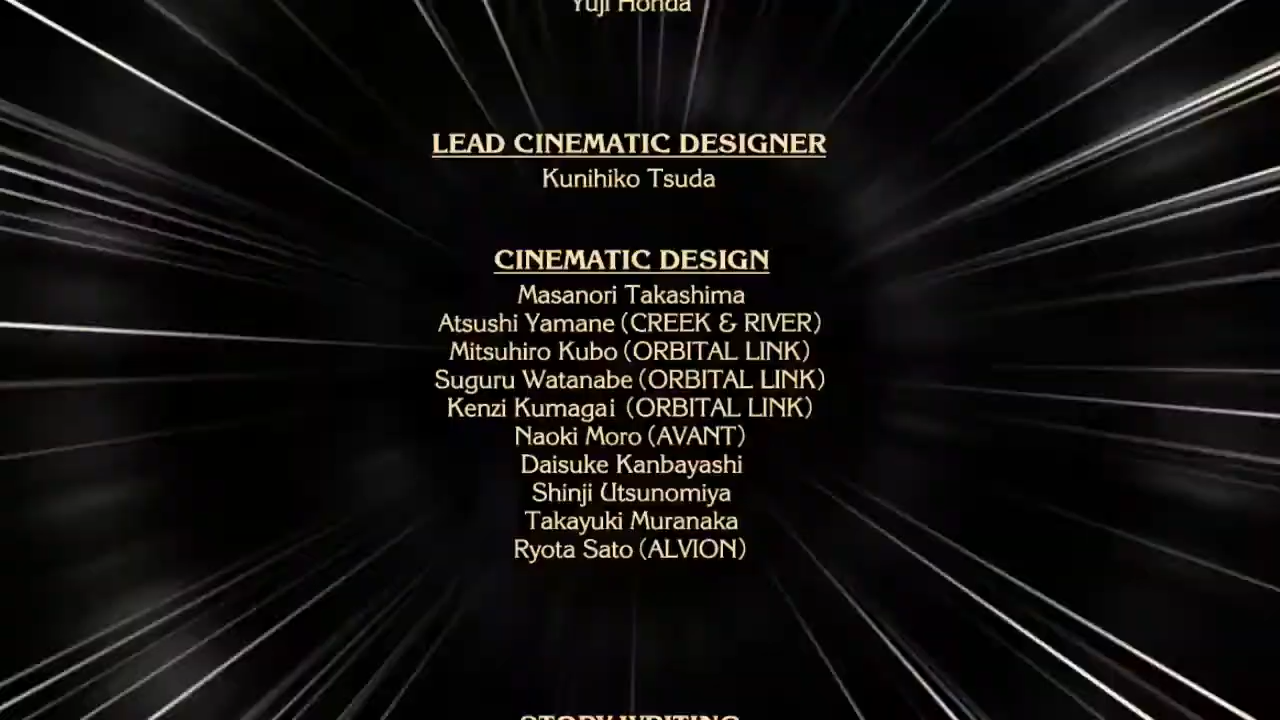 Yuji Honda
LEAD CINEMATIC DESIGNER
Kunihiko Tsuda
CINEMATIC DESIGN
Masanori Takashima
Atsushi Yamane (CREEK & RIVER)
Mitsuhiro Kubo (ORBITAL LINK)
Suguru Watanabe (ORBITAL LINK)
Kenzi Kumagai (ORBITAL LINK)
Naoki Moro (AVANT)
Daisuke Kanbayashi
Shinji Utsunomiya
Takayuki Muranaka
Ryota Sato (ALVION)
STORY WRITING